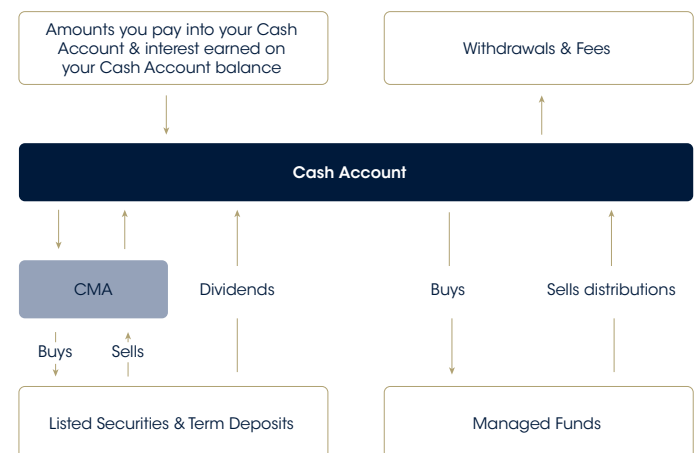 Amounts you pay into your Cash
Account & interest earned on
your Cash Account balance
Withdrawals & Fees
Cash Account
CMA
Dividends
Buys
Sells distributions
Buys
Sells
Listed Securities & Term Deposits
Managed Funds